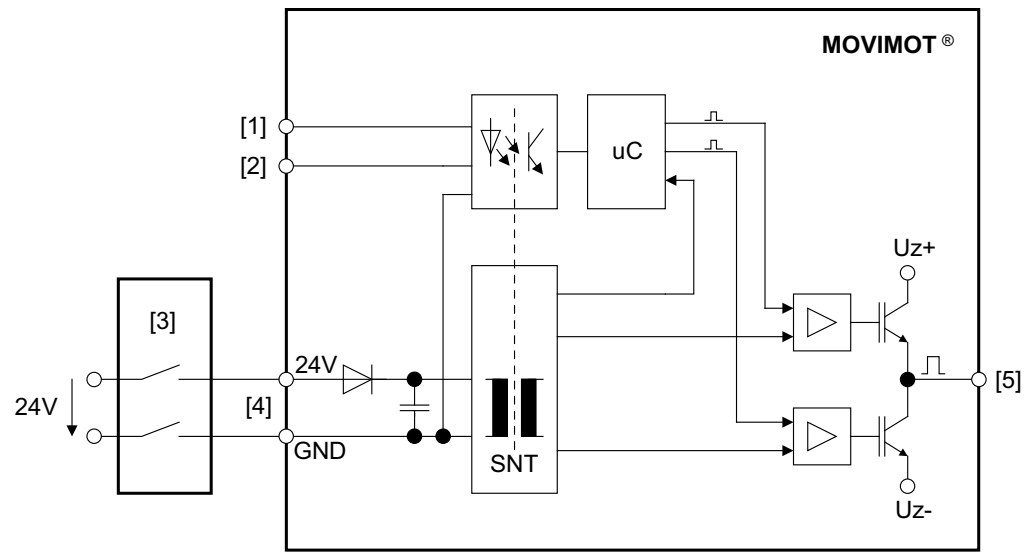 MOVIMOT ®
[1]
[2]
uC
Uz+
[3]
24V
[5]
24V
[4]
GND
SNT
Uz-